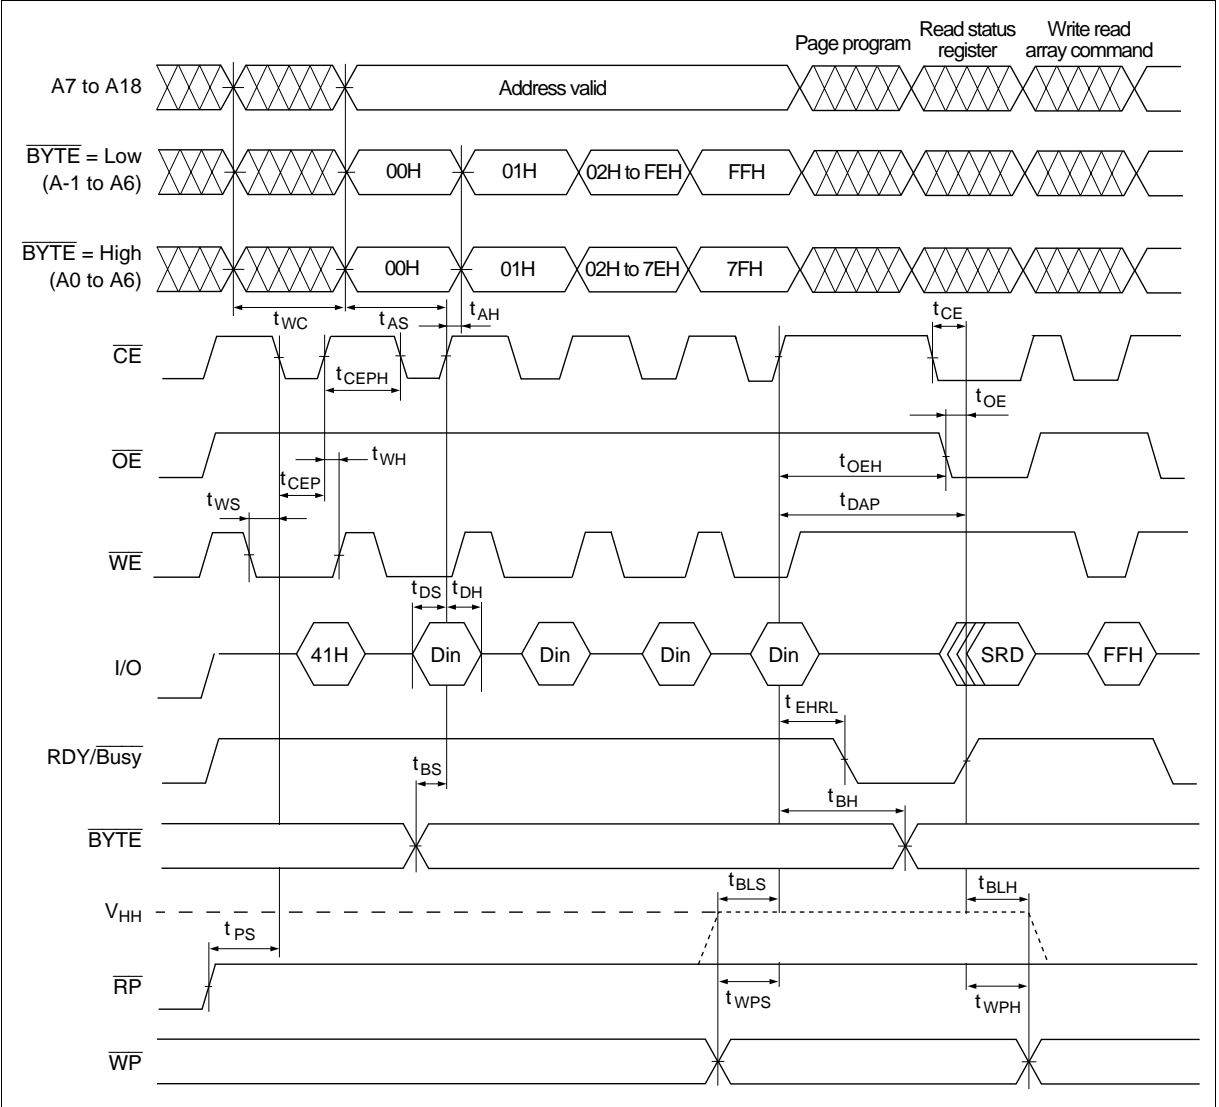 Page program
Read status
register
Write read
array command
A7 to A18
Address valid
BYTE = Low
(A-1 to A6)
00H
01H
02H to FEH
FFH
BYTE = High
(A0 to A6)
00H
01H
02H to 7EH
7FH
tWC
tAS
tAH
tCE
CE
tCEPH
tOE
OE
tWH
tOEH
tCEP
tWS
tDAP
WE
tDS
tDH
I/O
41H
Din
Din
Din
Din
SRD
FFH
tEHRL
RDY/Busy
tBS
tBH
BYTE
tBLS
tBLH
VHH
tPS
RP
tWPS
tWPH
WP